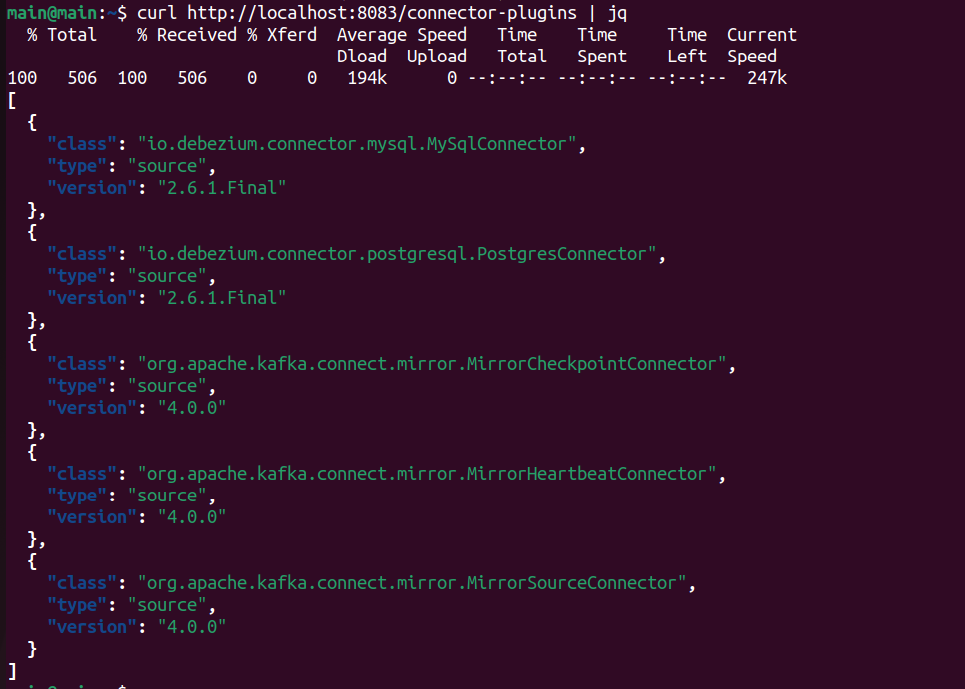 main@main:~$ curl http://localhost:8083/connector-plugins | jq
  % Total    % Received % Xferd  Average Speed   Time    Time     Time  Current
                                 Dload  Upload   Total   Spent    Left  Speed
100   506  100   506    0     0   194k      0 --:--:-- --:--:-- --:--:--  247k
[
  {
    "class": "io.debezium.connector.mysql.MySqlConnector",
    "type": "source",
    "version": "2.6.1.Final"
  },
  {
    "class": "io.debezium.connector.postgresql.PostgresConnector",
    "type": "source",
    "version": "2.6.1.Final"
  },
  {
    "class": "org.apache.kafka.connect.mirror.MirrorCheckpointConnector",
    "type": "source",
    "version": "4.0.0"
  },
  {
    "class": "org.apache.kafka.connect.mirror.MirrorHeartbeatConnector",
    "type": "source",
    "version": "4.0.0"
  },
  {
    "class": "org.apache.kafka.connect.mirror.MirrorSourceConnector",
    "type": "source",
    "version": "4.0.0"
  }
]